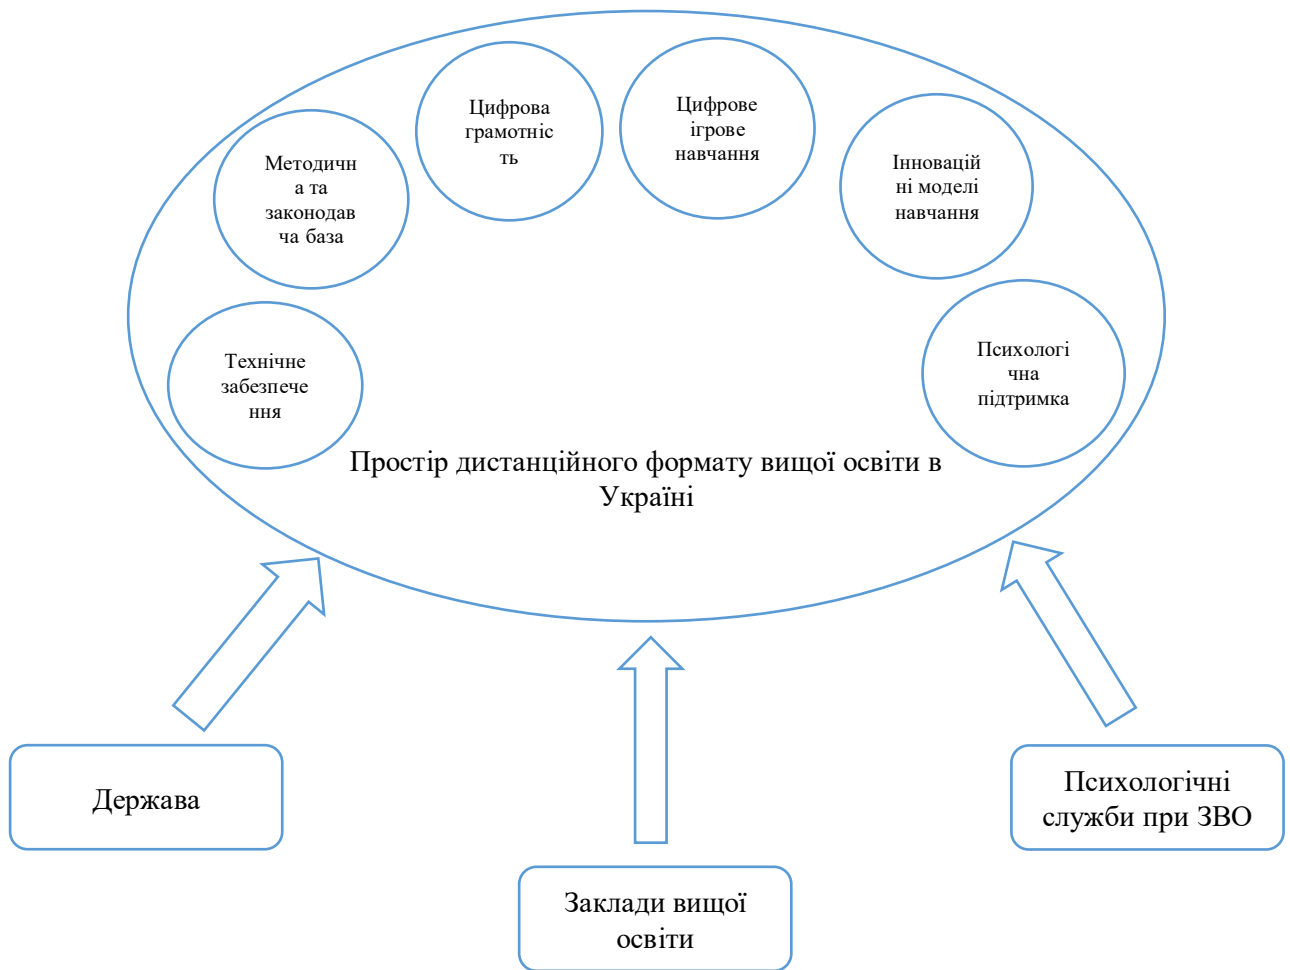 Цифрова
грамотніс
ть
Цифрове
ігрове
навчання
Методичн
а та
законодав
ча база
Інновацій
ні моделі
навчання
Технічне
забезпече
ння
Психологі
чна
підтримка
Простір дистанційного формату вищої освіти в
Україні
Держава
Заклади вищої
освіти
Психологічні
служби при ЗВО